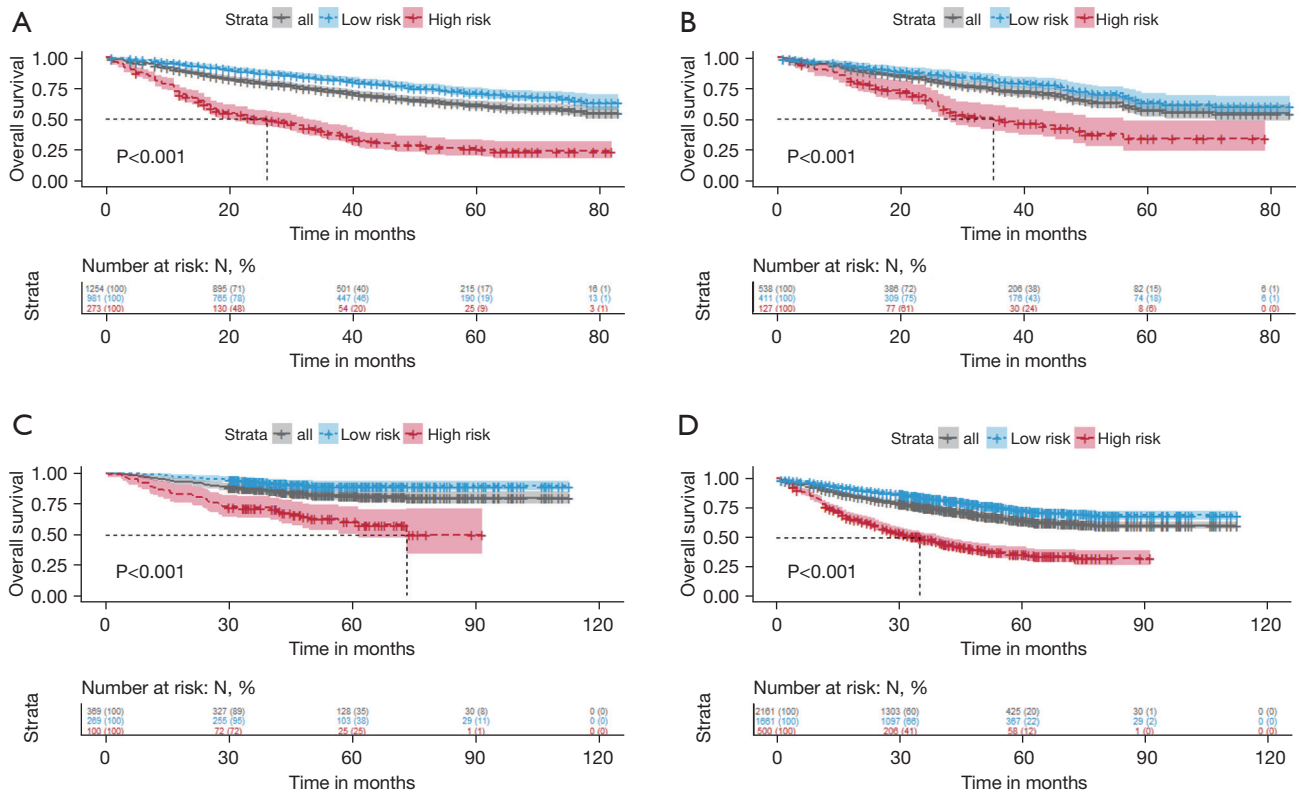 A
Strata all Low risk High risk
Overall survival
1.00
0.75
0.50
0.25
0.00
P<0.001
0 20 40 60 80
Time in months
Number at risk: N, %
Strata
1254 (100) 895 (71) 501 (40) 215 (17) 16 (1)
981 (100) 765 (78) 447 (46) 190 (19) 13 (1)
273 (100) 130 (48) 54 (20) 25 (9) 3 (1)
0 20 40 60 80
Time in months
B
Strata all Low risk High risk
Overall survival
1.00
0.75
0.50
0.25
0.00
P<0.001
0 20 40 60 80
Time in months
Number at risk: N, %
Strata
538 (100) 386 (72) 206 (38) 82 (15) 6 (1)
411 (100) 309 (75) 176 (43) 74 (18) 6 (1)
127 (100) 77 (61) 30 (24) 8 (6) 0 (0)
0 20 40 60 80
Time in months
C
Strata all Low risk High risk
Overall survival
1.00
0.75
0.50
0.25
0.00
P<0.001
0 30 60 90 120
Time in months
Number at risk: N, %
Strata
369 (100) 327 (89) 128 (35) 30 (8) 0 (0)
269 (100) 255 (95) 103 (38) 29 (11) 0 (0)
100 (100) 72 (72) 25 (25) 1 (1) 0 (0)
0 30 60 90 120
Time in months
D
Strata all Low risk High risk
Overall survival
1.00
0.75
0.50
0.25
0.00
P<0.001
0 30 60 90 120
Time in months
Number at risk: N, %
Strata
2161 (100) 1303 (60) 425 (20) 30 (1) 0 (0)
1661 (100) 1097 (66) 367 (22) 29 (2) 0 (0)
500 (100) 206 (41) 58 (12) 1 (0) 0 (0)
0 30 60 90 120
Time in months